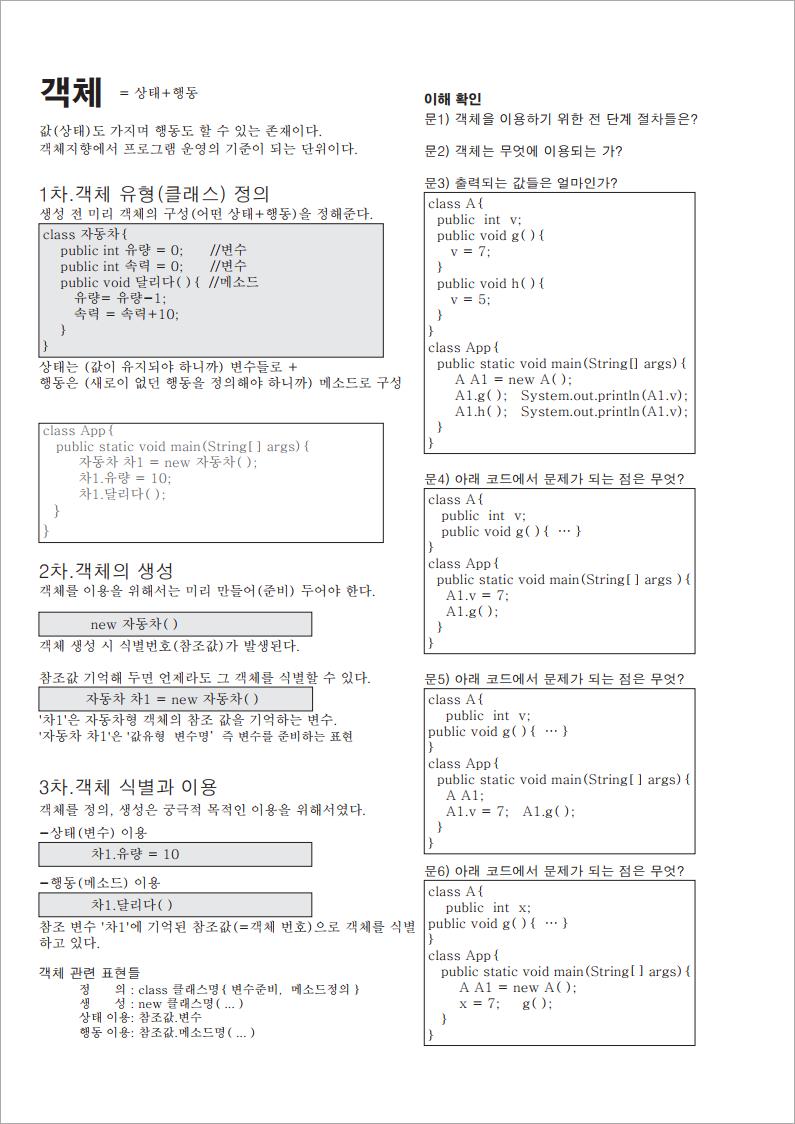 객체 = 상태+행동
값(상태)도 가지며 행동도 할 수 있는 존재이다.
객체지향에서 프로그램 운영의 기준이 되는 단위이다.
1차.객체 유형(클래스) 정의
생성 전 미리 객체의 구성(어떤 상태+행동)을 정해준다.
class 자동차{
public int 유량 = 0; //변수
public int 속력 = 0; //변수
public void 달리다( ){ //메소드
유량= 유량-1;
속력 = 속력+10;
}
}
상태는 (값이 유지되야 하니까) 변수들로 +
행동은 (새로이 없던 행동을 정의해야 하니까) 메소드로 구성
class App{
public static void main(String[ ] args){
자동차 차1 = new 자동차( );
차1.유량 = 10;
차1.달리다( );
}
}
2차.객체의 생성
객체를 이용을 위해서는 미리 만들어(준비) 두어야 한다.
new 자동차( )
객체 생성 시 식별번호(참조값)가 발생된다.
참조값 기억해 두면 언제라도 그 객체를 식별할 수 있다.
자동차 차1 = new 자동차( )
'차1'은 자동차형 객체의 참조 값을 기억하는 변수.
'자동차 차1'은 '값유형 변수명' 즉 변수를 준비하는 표현
3차.객체 식별과 이용
객체를 정의, 생성은 궁극적 목적인 이용을 위해서였다.
-상태(변수) 이용
차1.유량 = 10
-행동(메소드) 이용
차1.달리다( )
참조 변수 '차1'에 기억된 참조값(=객체 번호)으로 객체를 식별
하고 있다.
객체 관련 표현들
정 의 : class 클래스명{ 변수준비, 메소드정의 }
생 성 : new 클래스명( ... )
상태 이용: 참조값.변수
행동 이용: 참조값.메소드명( ... )
이해 확인
문1) 객체을 이용하기 위한 전 단계 절차들은?
문2) 객체는 무엇에 이용되는 가?
문3) 출력되는 값들은 얼마인가?
class A{
public int v;
public void g( ){
v = 7;
}
public void h( ){
v = 5;
}
}
class App{
public static void main(String[] args){
A A1 = new A( );
A1.g( ); System.out.println(A1.v);
A1.h( ); System.out.println(A1.v);
}
}
문4) 아래 코드에서 문제가 되는 점은 무엇?
class A{
public int v;
public void g( ){ … }
}
class App{
public static void main(String[ ] args ){
A1.v = 7;
A1.g( );
}
}
문5) 아래 코드에서 문제가 되는 점은 무엇?
class A{
public int v;
public void g( ){ … }
}
class App{
public static void main(String[ ] args){
A A1;
A1.v = 7; A1.g( );
}
}
문6) 아래 코드에서 문제가 되는 점은 무엇?
class A{
public int x;
public void g( ){ … }
}
class App{
public static void main(String[] args){
A A1 = new A( );
x = 7; g( );
}
}